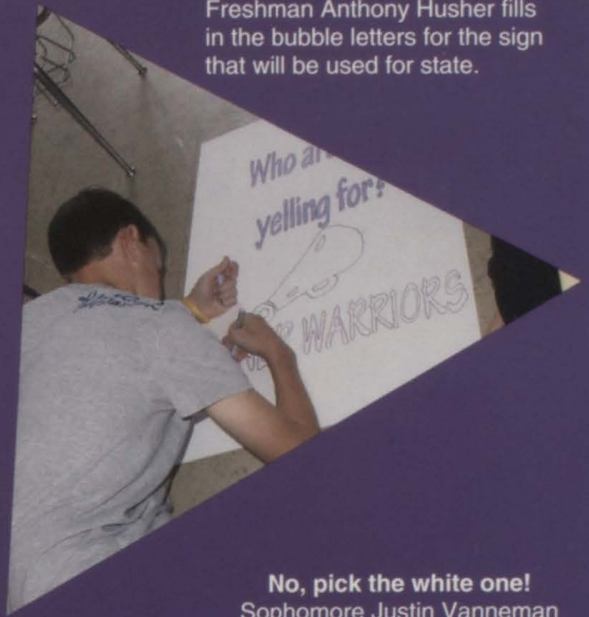 Freshman Anthony Husher fills
in the bubble letters for the sign
that will be used for state.
Who
yelling for?
WARRIORS
No, pick the white one!
Sophomore Justin Vanneman